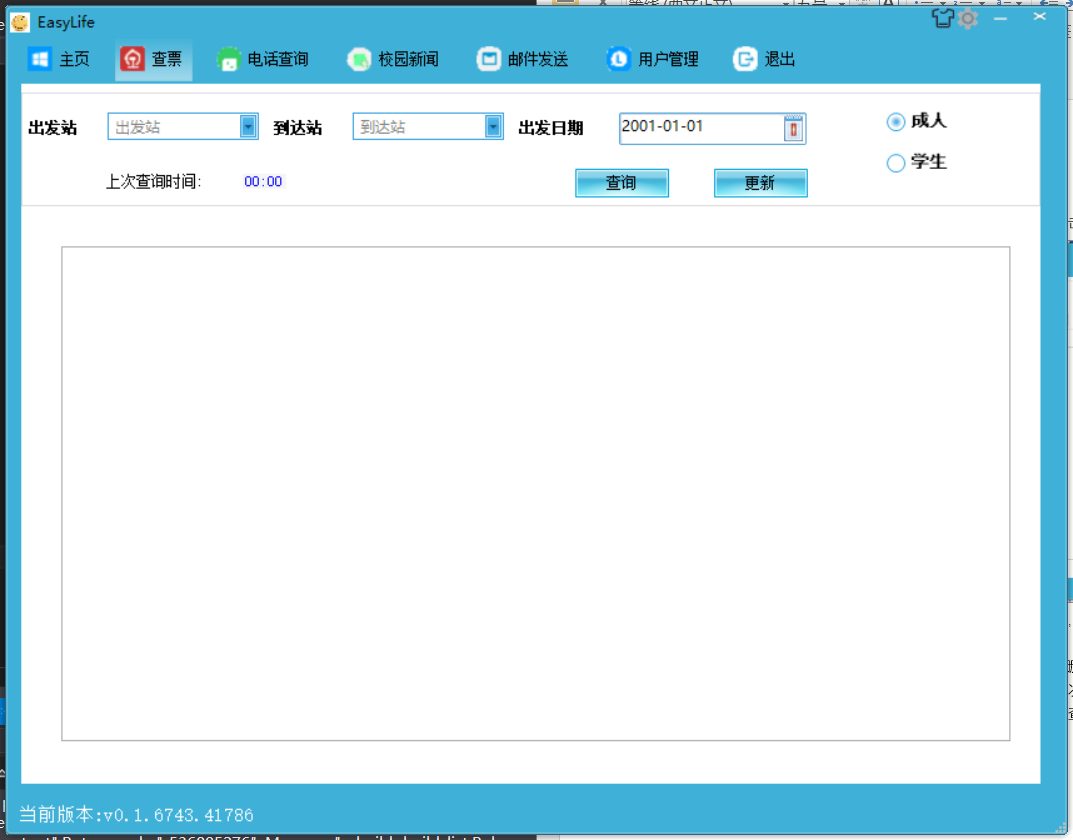 EasyLife
主页 查票 电话查询 校园新闻 邮件发送 用户管理 退出
出发站 出发站 到达站 到达站 出发日期 2001-01-01 成人
学生
上次查询时间: 00:00 查询 更新
当前版本:v0.1.6743.41786